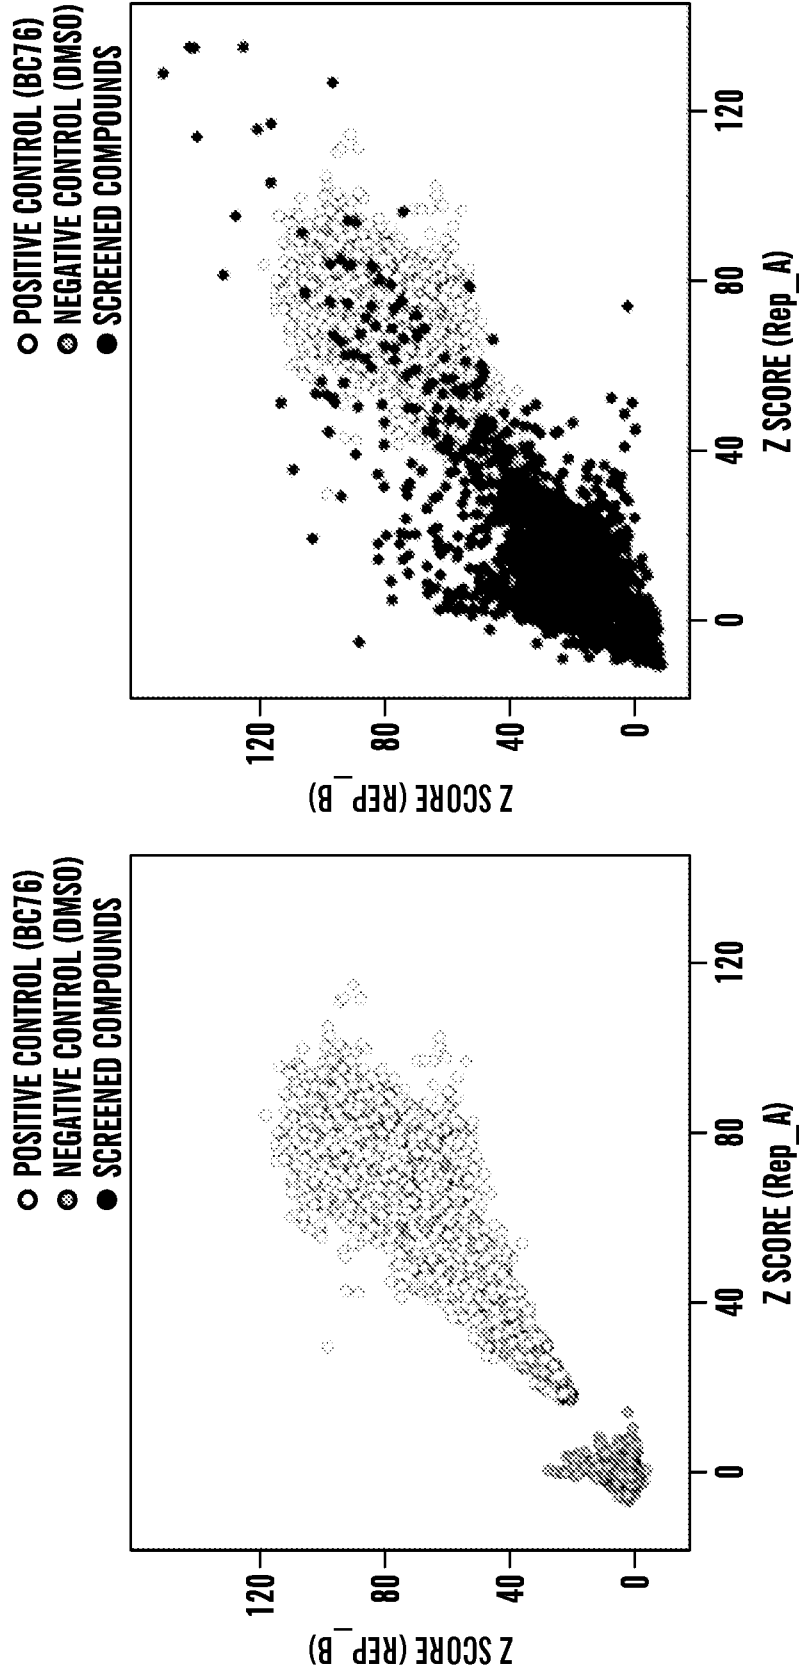 POSITIVE CONTROL (BC76)
NEGATIVE CONTROL (DMSO)
SCREENED COMPOUNDS
Z SCORE (REP_B)
120
80
40
0
0
40
80
120
Z SCORE (Rep_A)
POSITIVE CONTROL (BC76)
NEGATIVE CONTROL (DMSO)
SCREENED COMPOUNDS
Z SCORE (REP_B)
120
80
40
0
0
40
80
120
Z SCORE (Rep_A)